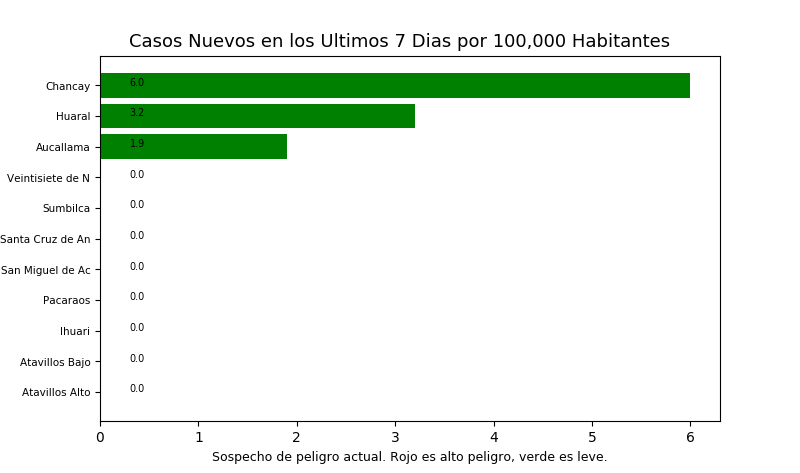 Casos Nuevos en los Ultimos 7 Dias por 100,000 Habitantes
Chancay 6.0
Huaral 3.2
Aucallama 1.9
Veintisiete de N 0.0
Sumbilca 0.0
Santa Cruz de An 0.0
San Miguel de Ac 0.0
Pacaraos 0.0
Ihuari 0.0
Atavillos Bajo 0.0
Atavillos Alto 0.0
0 1 2 3 4 5 6
Sospecho de peligro actual. Rojo es alto peligro, verde es leve.